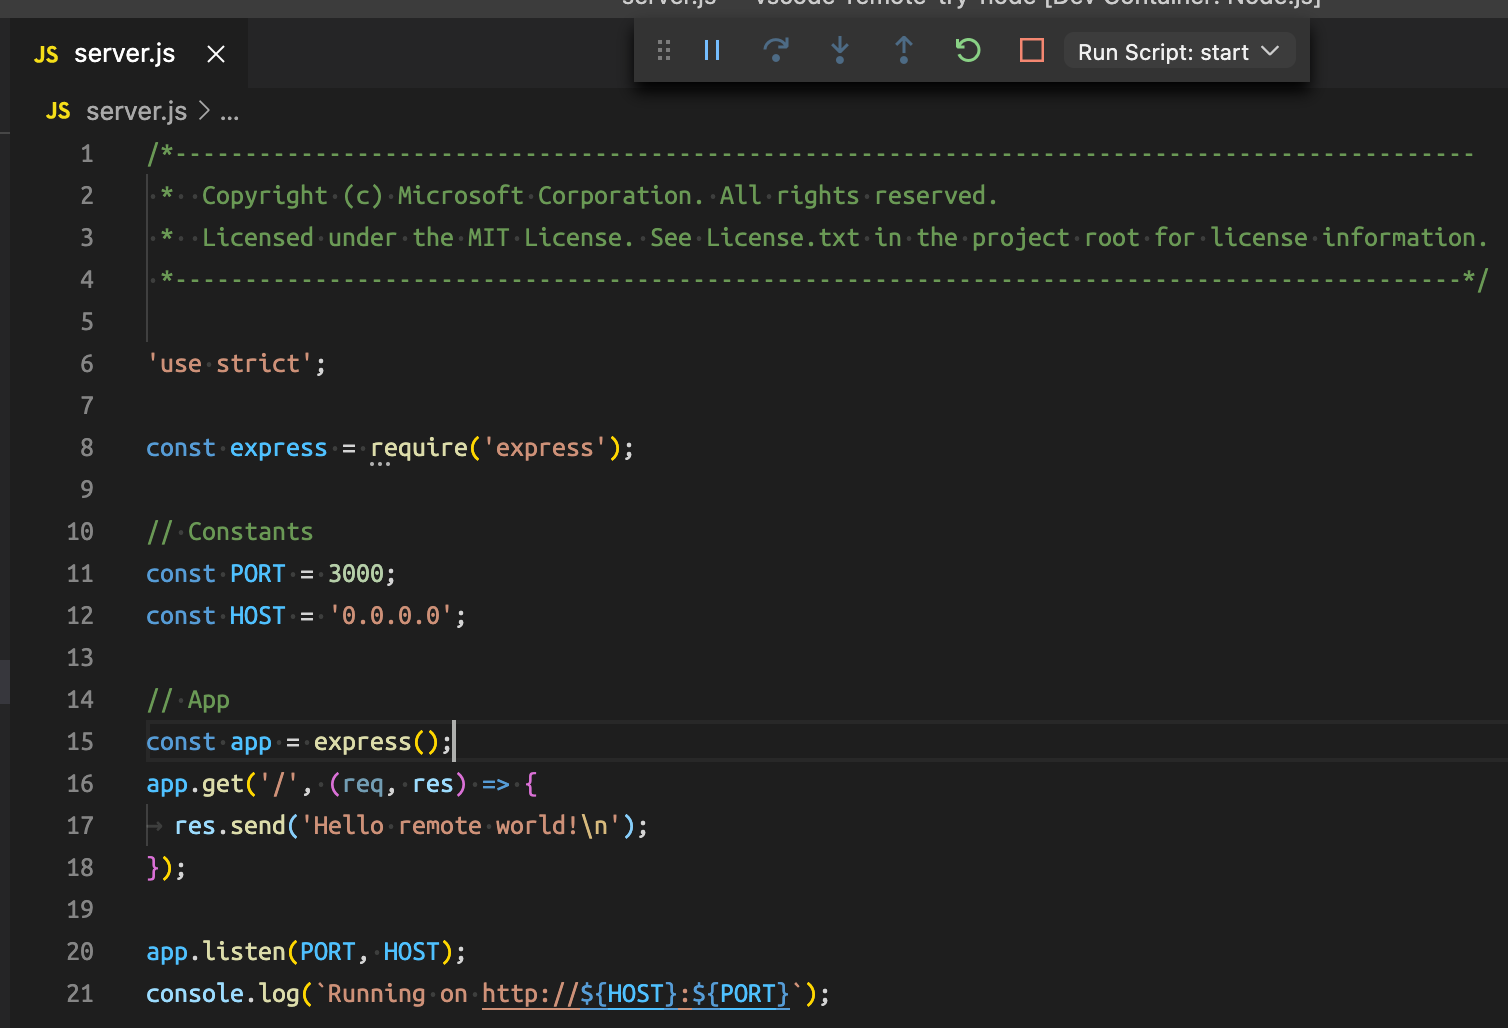 server.js — vscode-remote-try-node [Dev Container: Node.js]
JS server.js
Run Script: start
JS server.js > ...
1 /*---------------------------------------------------------------------------------------------
2 *  Copyright (c) Microsoft Corporation. All rights reserved.
3 *  Licensed under the MIT License. See License.txt in the project root for license information.
4 *--------------------------------------------------------------------------------------------*/
5
6 'use strict';
7
8 const express = require('express');
9
10 // Constants
11 const PORT = 3000;
12 const HOST = '0.0.0.0';
13
14 // App
15 const app = express();
16 app.get('/', (req, res) => {
17 res.send('Hello remote world!\n');
18 });
19
20 app.listen(PORT, HOST);
21 console.log(`Running on http://${HOST}:${PORT}`);